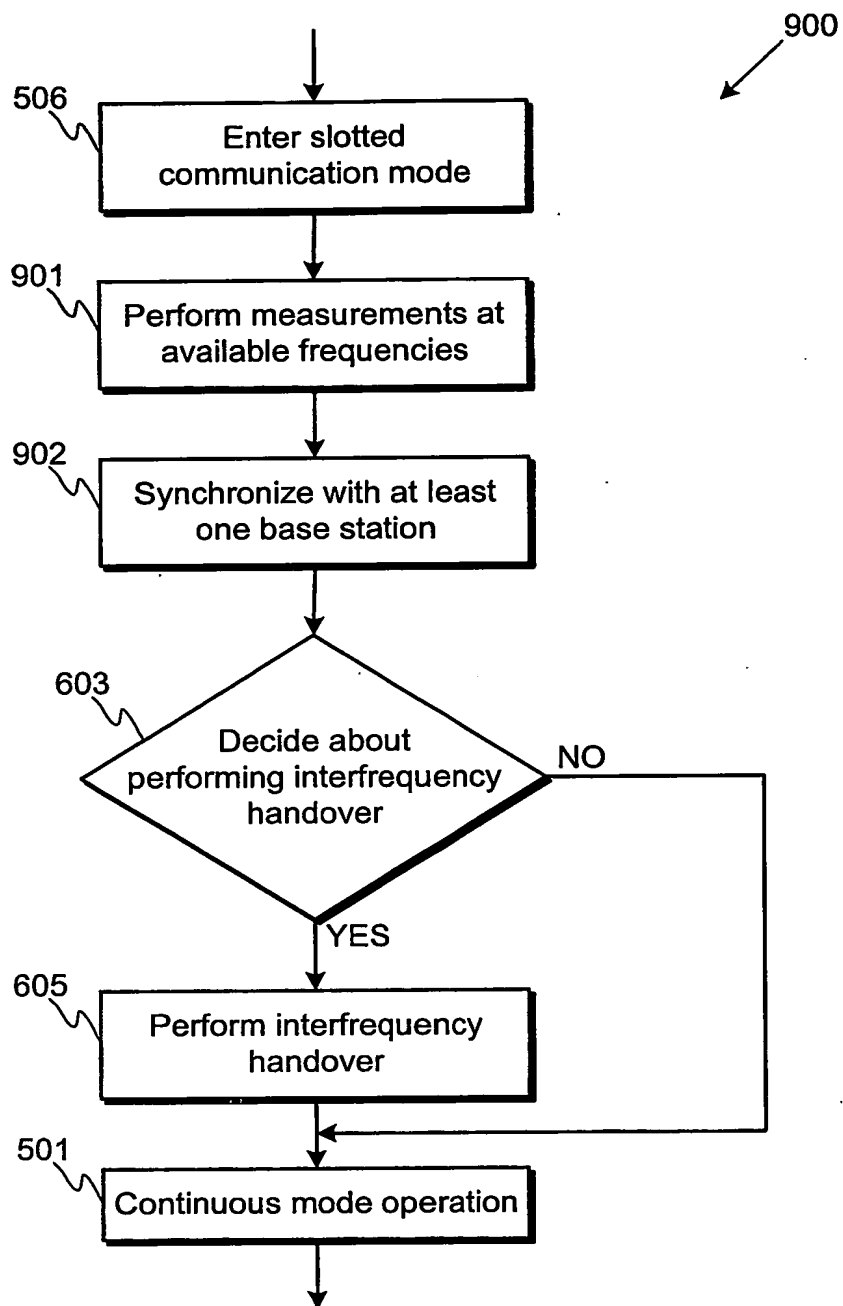 900
506
Enter slotted
communication mode
901
Perform measurements at
available frequencies
902
Synchronize with at least
one base station
603
Decide about
performing interfrequency
handover
NO
YES
605
Perform interfrequency
handover
501
Continuous mode operation